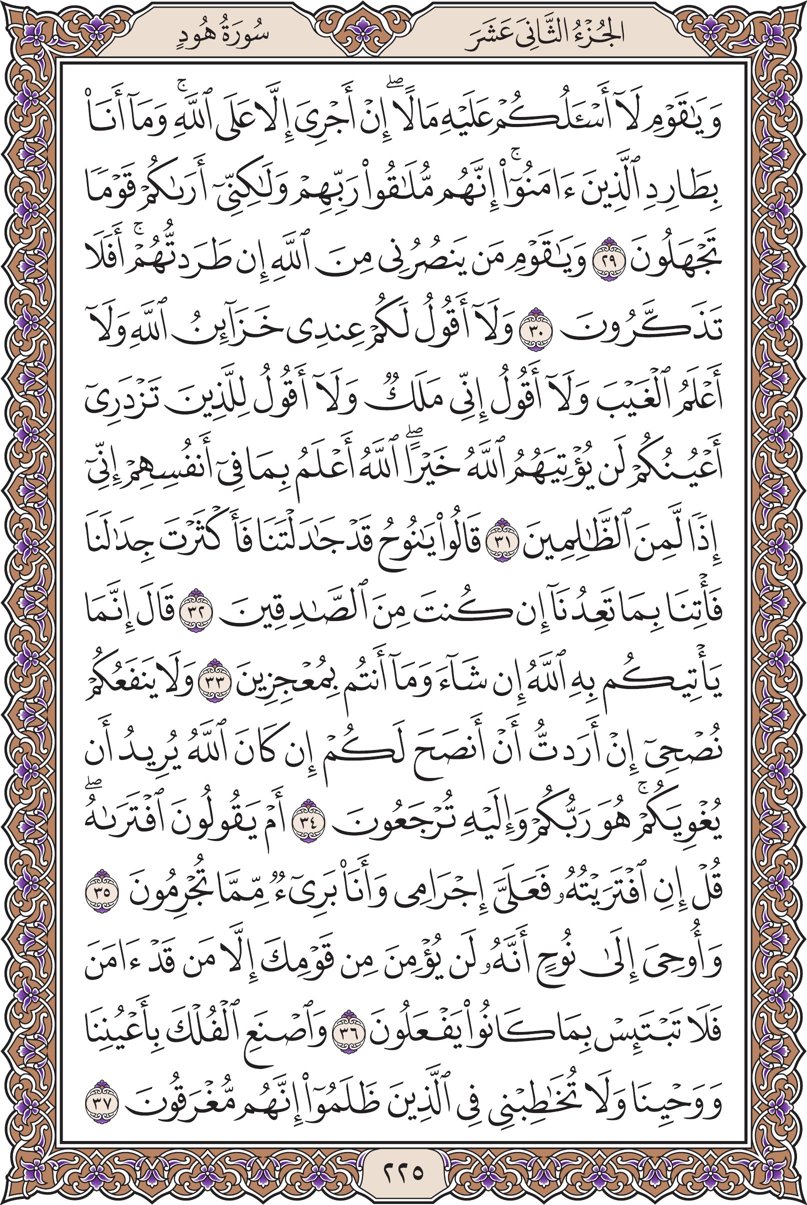 الجُزْءُ الثَّانِيَ عَشَرَ
سُورَةُ هُودٍ
وَيَٰقَوْمِ لَآ أَسْـَٔلُكُمْ عَلَيْهِ مَالًاۖ إِنْ أَجْرِىَ إِلَّا عَلَى ٱللَّهِۚ وَمَآ أَنَا۠
بِطَارِدِ ٱلَّذِينَ ءَامَنُوٓا۟ۚ إِنَّهُم مُّلَٰقُوا۟ رَبِّهِمْ وَلَٰكِنِّىٓ أَرَىٰكُمْ قَوْمًا
تَجْهَلُونَ ٢٩ وَيَٰقَوْمِ مَن يَنصُرُنِى مِنَ ٱللَّهِ إِن طَرَدتُّهُمْۚ أَفَلَا
تَذَكَّرُونَ ٣٠ وَلَآ أَقُولُ لَكُمْ عِندِى خَزَآئِنُ ٱللَّهِ وَلَآ
أَعْلَمُ ٱلْغَيْبَ وَلَآ أَقُولُ إِنِّى مَلَكٌ وَلَآ أَقُولُ لِلَّذِينَ تَزْدَرِىٓ
أَعْيُنُكُمْ لَن يُؤْتِيَهُمُ ٱللَّهُ خَيْرًاۖ ٱللَّهُ أَعْلَمُ بِمَا فِىٓ أَنفُسِهِمْ إِنِّىٓ
إِذًا لَّمِنَ ٱلظَّٰلِمِينَ ٣١ قَالُوا۟ يَٰنُوحُ قَدْ جَٰدَلْتَنَا فَأَكْثَرْتَ جِدَٰلَنَا
فَأْتِنَا بِمَا تَعِدُنَآ إِن كُنتَ مِنَ ٱلصَّٰدِقِينَ ٣٢ قَالَ إِنَّمَا
يَأْتِيكُم بِهِ ٱللَّهُ إِن شَآءَ وَمَآ أَنتُم بِمُعْجِزِينَ ٣٣ وَلَا يَنفَعُكُمْ
نُصْحِىٓ إِنْ أَرَدتُّ أَنْ أَنصَحَ لَكُمْ إِن كَانَ ٱللَّهُ يُرِيدُ أَن
يُغْوِيَكُمْۚ هُوَ رَبُّكُمْ وَإِلَيْهِ تُرْجَعُونَ ٣٤ أَمْ يَقُولُونَ ٱفْتَرَىٰهُۖ
قُلْ إِنِ ٱفْتَرَيْتُهُۥ فَعَلَىَّ إِجْرَامِى وَأَنَا۠ بَرِىٓءٌ مِّمَّا تُجْرِمُونَ ٣٥
وَأُوحِىَ إِلَىٰ نُوحٍ أَنَّهُۥ لَن يُؤْمِنَ مِن قَوْمِكَ إِلَّا مَن قَدْ ءَامَنَ
فَلَا تَبْتَئِسْ بِمَا كَانُوا۟ يَفْعَلُونَ ٣٦ وَٱصْنَعِ ٱلْفُلْكَ بِأَعْيُنِنَا
وَوَحْيِنَا وَلَا تُخَٰطِبْنِى فِى ٱلَّذِينَ ظَلَمُوٓا۟ إِنَّهُم مُّغْرَقُونَ ٣٧
٢٢٥